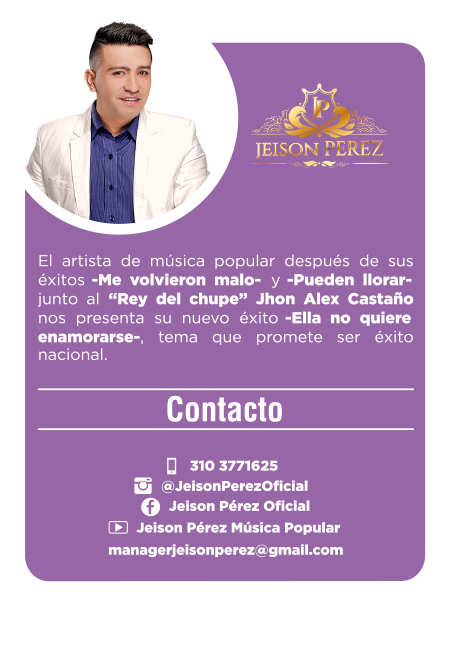 JP
JEISON PEREZ
El artista de música popular después de sus
éxitos -Me volvieron malo- y -Pueden llorar-
junto al “Rey del chupe” Jhon Alex Castaño
nos presenta su nuevo éxito -Ella no quiere
enamorarse-, tema que promete ser éxito
nacional.
Contacto
310 3771625
@JeisonPerezOficial
Jeison Pérez Oficial
Jeison Pérez Música Popular
managerjeisonperez@gmail.com